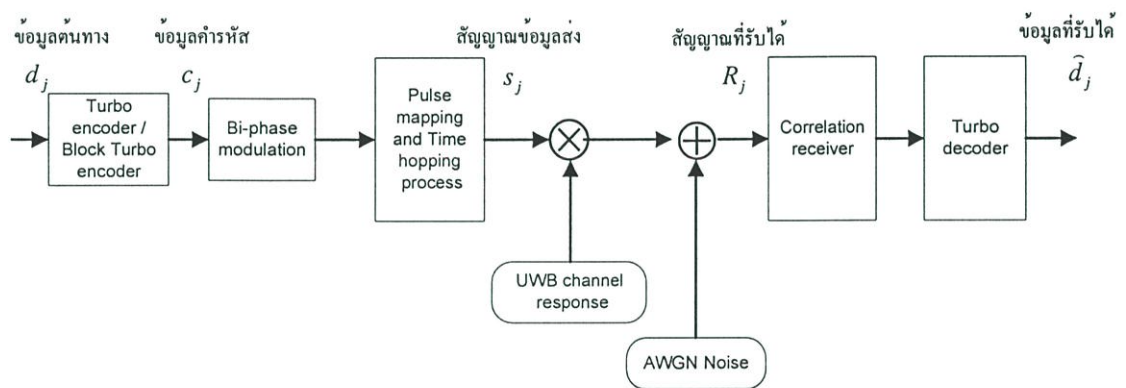 ข้อมูลต้นทาง
ข้อมูลคำรหัส
สัญญาณข้อมูลส่ง
สัญญาณที่รับได้
ข้อมูลที่รับได้
d_j
c_j
s_j
R_j
\hat{d}_j
Turbo
encoder /
Block Turbo
encoder
Bi-phase
modulation
Pulse
mapping
and Time
hopping
process
Correlation
receiver
Turbo
decoder
UWB channel
response
AWGN Noise